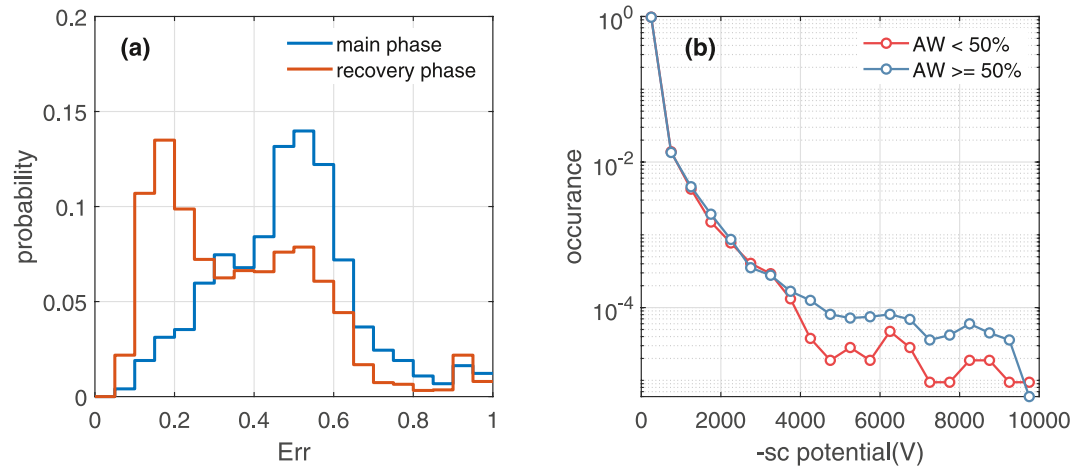 (a)
main phase
recovery phase
probability
0.2
0.15
0.1
0.05
0
0 0.2 0.4 0.6 0.8 1
Err
(b)
AW < 50%
AW >= 50%
occurance
10^0
10^-2
10^-4
0 2000 4000 6000 8000 10000
-sc potential(V)